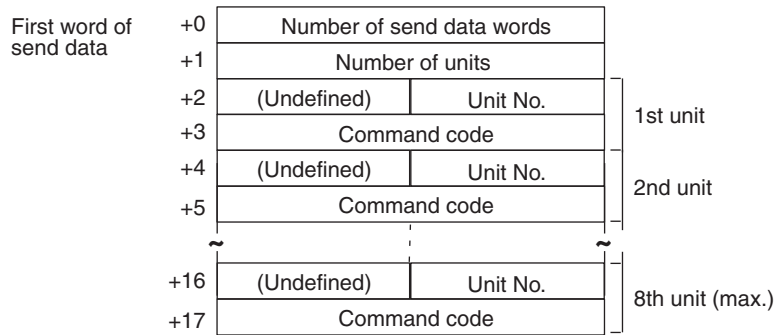 First word of
send data
+0 Number of send data words
+1 Number of units
+2 (Undefined) Unit No.
+3 Command code
1st unit
+4 (Undefined) Unit No.
+5 Command code
2nd unit
~ ~
+16 (Undefined) Unit No.
+17 Command code
8th unit (max.)